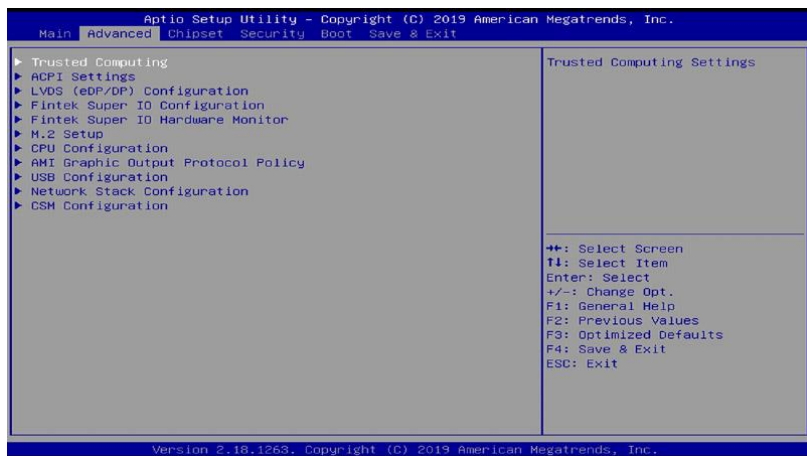 Aptio Setup Utility – Copyright (C) 2019 American Megatrends, Inc.
Main Advanced Chipset Security Boot Save & Exit
▶ Trusted Computing
▶ ACPI Settings
▶ LVDS (eDP/DP) Configuration
▶ Fintek Super IO Configuration
▶ Fintek Super IO Hardware Monitor
▶ M.2 Setup
▶ CPU Configuration
▶ AMI Graphic Output Protocol Policy
▶ USB Configuration
▶ Network Stack Configuration
▶ CSM Configuration
Trusted Computing Settings
→←: Select Screen
↑↓: Select Item
Enter: Select
+/-: Change Opt.
F1: General Help
F2: Previous Values
F3: Optimized Defaults
F4: Save & Exit
ESC: Exit
Version 2.18.1263. Copyright (C) 2019 American Megatrends, Inc.